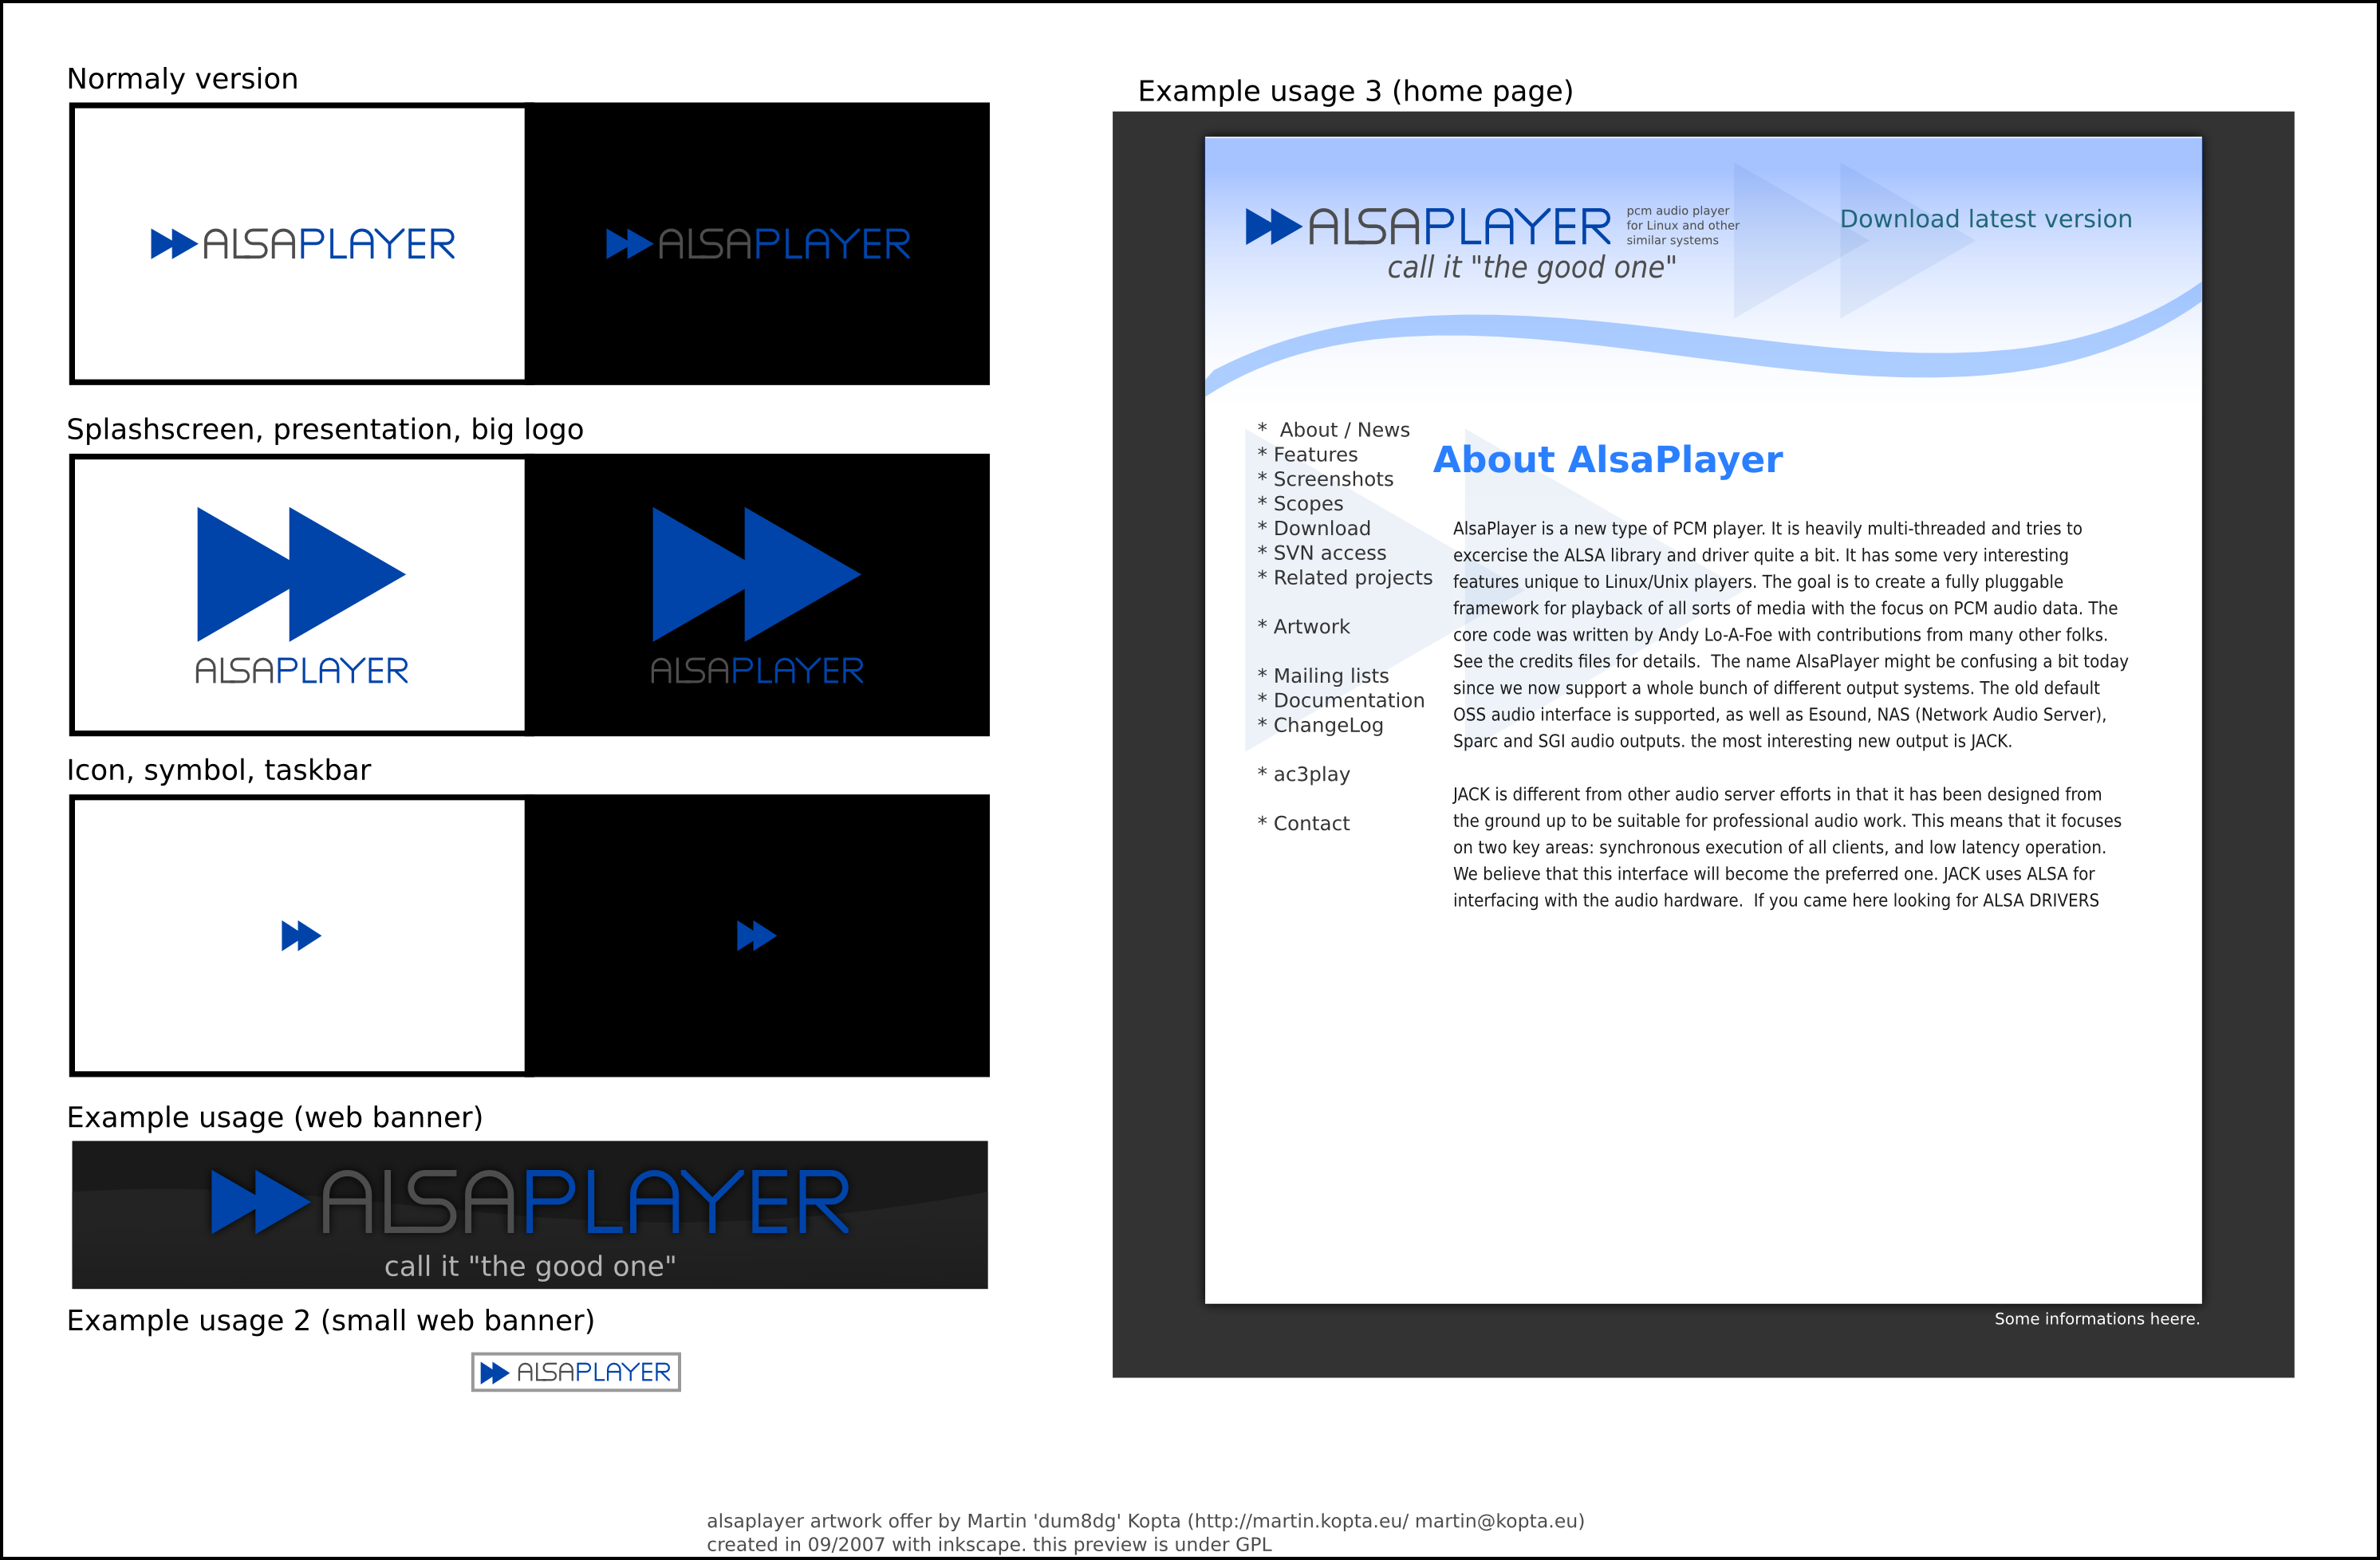 Normaly version
ALSAPLAYER
ALSAPLAYER
Splashscreen, presentation, big logo
ALSAPLAYER
ALSAPLAYER
Icon, symbol, taskbar
Example usage (web banner)
ALSAPLAYER
call it "the good one"
Example usage 2 (small web banner)
ALSAPLAYER
Example usage 3 (home page)
ALSAPLAYER
pcm audio player
for Linux and other
similar systems
call it "the good one"
Download latest version
* About / News
* Features
* Screenshots
* Scopes
* Download
* SVN access
* Related projects
* Artwork
* Mailing lists
* Documentation
* ChangeLog
* ac3play
* Contact
About AlsaPlayer
AlsaPlayer is a new type of PCM player. It is heavily multi-threaded and tries to
excercise the ALSA library and driver quite a bit. It has some very interesting
features unique to Linux/Unix players. The goal is to create a fully pluggable
framework for playback of all sorts of media with the focus on PCM audio data. The
core code was written by Andy Lo-A-Foe with contributions from many other folks.
See the credits files for details.  The name AlsaPlayer might be confusing a bit today
since we now support a whole bunch of different output systems. The old default
OSS audio interface is supported, as well as Esound, NAS (Network Audio Server),
Sparc and SGI audio outputs. the most interesting new output is JACK.
JACK is different from other audio server efforts in that it has been designed from
the ground up to be suitable for professional audio work. This means that it focuses
on two key areas: synchronous execution of all clients, and low latency operation.
We believe that this interface will become the preferred one. JACK uses ALSA for
interfacing with the audio hardware.  If you came here looking for ALSA DRIVERS
Some informations heere.
alsaplayer artwork offer by Martin 'dum8dg' Kopta (http://martin.kopta.eu/ martin@kopta.eu)
created in 09/2007 with inkscape. this preview is under GPL